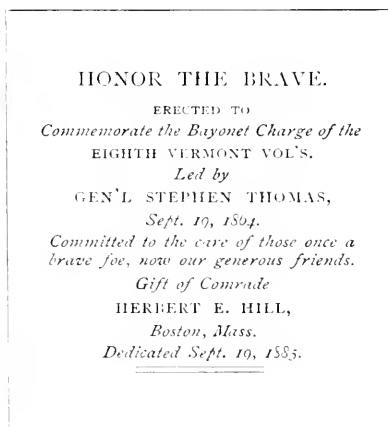 HONOR THE BRAVE.
ERECTED TO
Commemorate the Bayonet Charge of the
EIGHTH VERMONT VOL'S.
Led by
GEN'L STEPHEN THOMAS,
Sept. 19, 1864.
Committed to the care of those once a
brave foe, now our generous friends.
Gift of Comrade
HERBERT E. HILL,
Boston, Mass.
Dedicated Sept. 19, 1885.